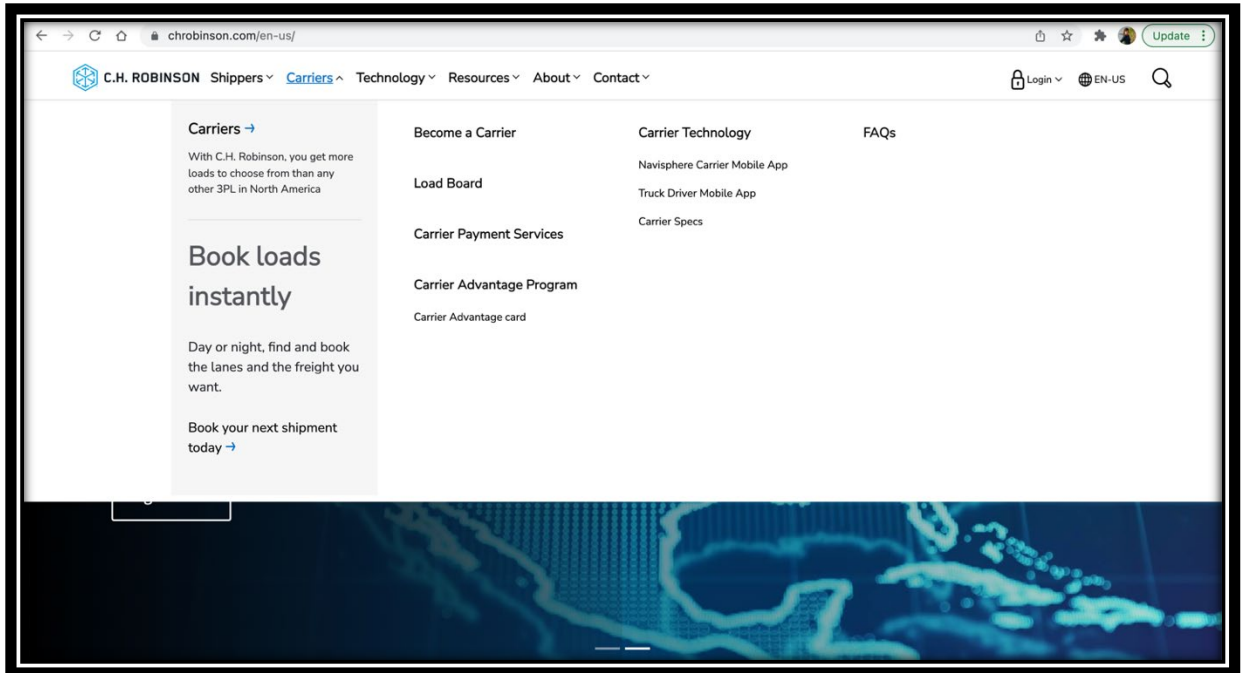 chrobinson.com/en-us/
Update
C.H. ROBINSON Shippers Carriers Technology Resources About Contact
Login EN-US
Carriers →
With C.H. Robinson, you get more
loads to choose from than any
other 3PL in North America
Book loads
instantly
Day or night, find and book
the lanes and the freight you
want.
Book your next shipment
today →
Become a Carrier
Load Board
Carrier Payment Services
Carrier Advantage Program
Carrier Advantage card
Carrier Technology
Navisphere Carrier Mobile App
Truck Driver Mobile App
Carrier Specs
FAQs